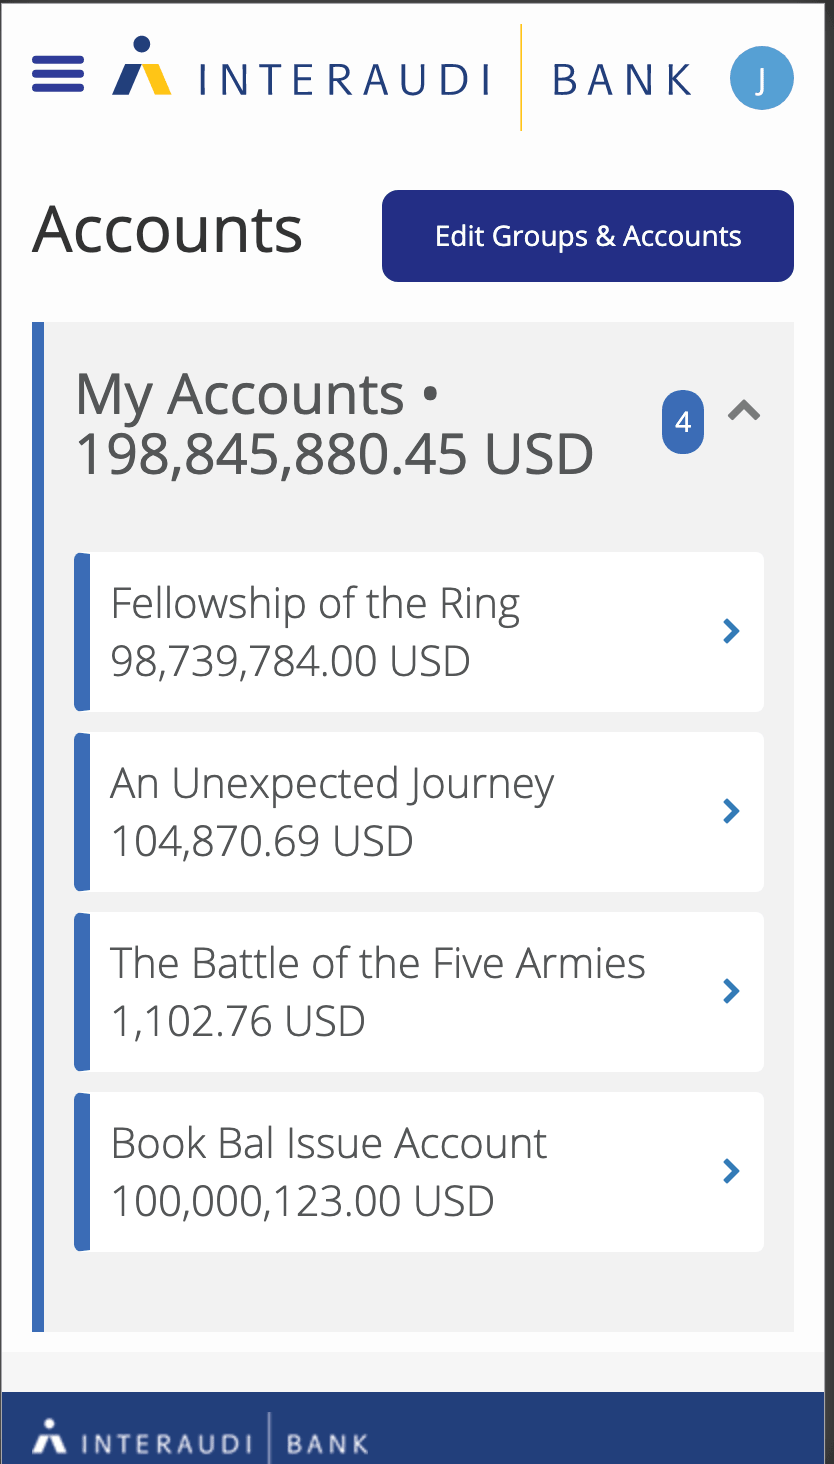 INTERAUDI BANK
J
Accounts
Edit Groups & Accounts
My Accounts •
198,845,880.45 USD
4
Fellowship of the Ring
98,739,784.00 USD
An Unexpected Journey
104,870.69 USD
The Battle of the Five Armies
1,102.76 USD
Book Bal Issue Account
100,000,123.00 USD
INTERAUDI BANK